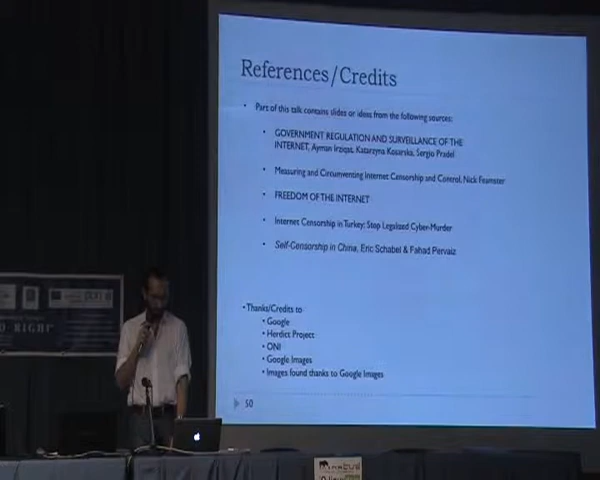 References/Credits
• Part of this talk contains slides or ideas from the following sources:
• GOVERNMENT REGULATION AND SURVEILLANCE OF THE
INTERNET, Ayman Irziqat, Katarzyna Kosarska, Sergio Pradel
• Measuring and Circumventing Internet Censorship and Control, Nick Feamster
• FREEDOM OF THE INTERNET
• Internet Censorship in Turkey: Stop Legalized Cyber-Murder
• Self-Censorship in China, Eric Schabel & Fahad Pervaiz
• Thanks/Credits to
• Google
• Herdict Project
• ONI
• Google Images
• Images found thanks to Google Images
50
RIGHT